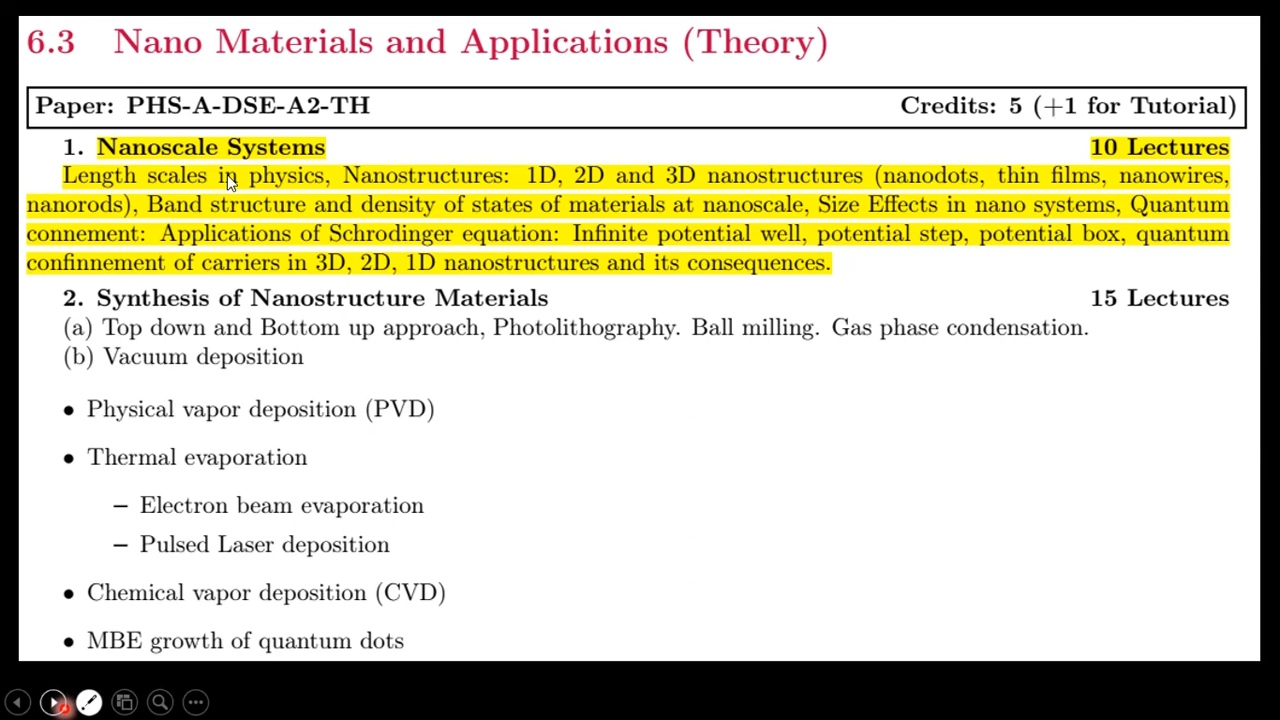 6.3 Nano Materials and Applications (Theory)
Paper: PHS-A-DSE-A2-TH Credits: 5 (+1 for Tutorial)
1. Nanoscale Systems 10 Lectures
Length scales in physics, Nanostructures: 1D, 2D and 3D nanostructures (nanodots, thin films, nanowires,
nanorods), Band structure and density of states of materials at nanoscale, Size Effects in nano systems, Quantum
connement: Applications of Schrodinger equation: Infinite potential well, potential step, potential box, quantum
confinnement of carriers in 3D, 2D, 1D nanostructures and its consequences.
2. Synthesis of Nanostructure Materials 15 Lectures
(a) Top down and Bottom up approach, Photolithography. Ball milling. Gas phase condensation.
(b) Vacuum deposition
• Physical vapor deposition (PVD)
• Thermal evaporation
– Electron beam evaporation
– Pulsed Laser deposition
• Chemical vapor deposition (CVD)
• MBE growth of quantum dots